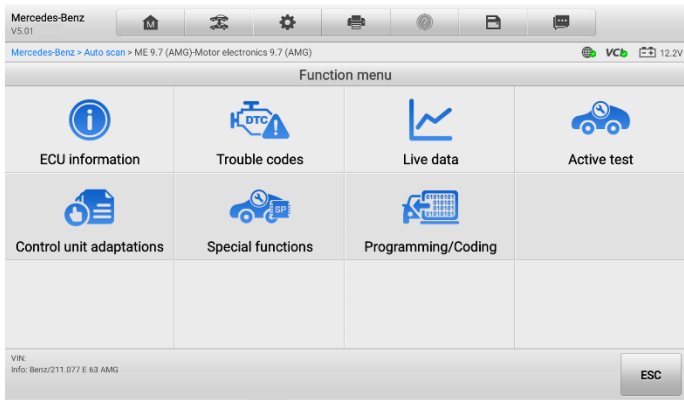 Mercedes-Benz
V5.01
M
Mercedes-Benz > Auto scan > ME 9.7 (AMG)-Motor electronics 9.7 (AMG)
VCI
12.2V
Function menu
DTC
ECU information
Trouble codes
Live data
Active test
SP
01010101
Control unit adaptations
Special functions
Programming/Coding
VIN:
Info: Benz/211.077 E 63 AMG
ESC